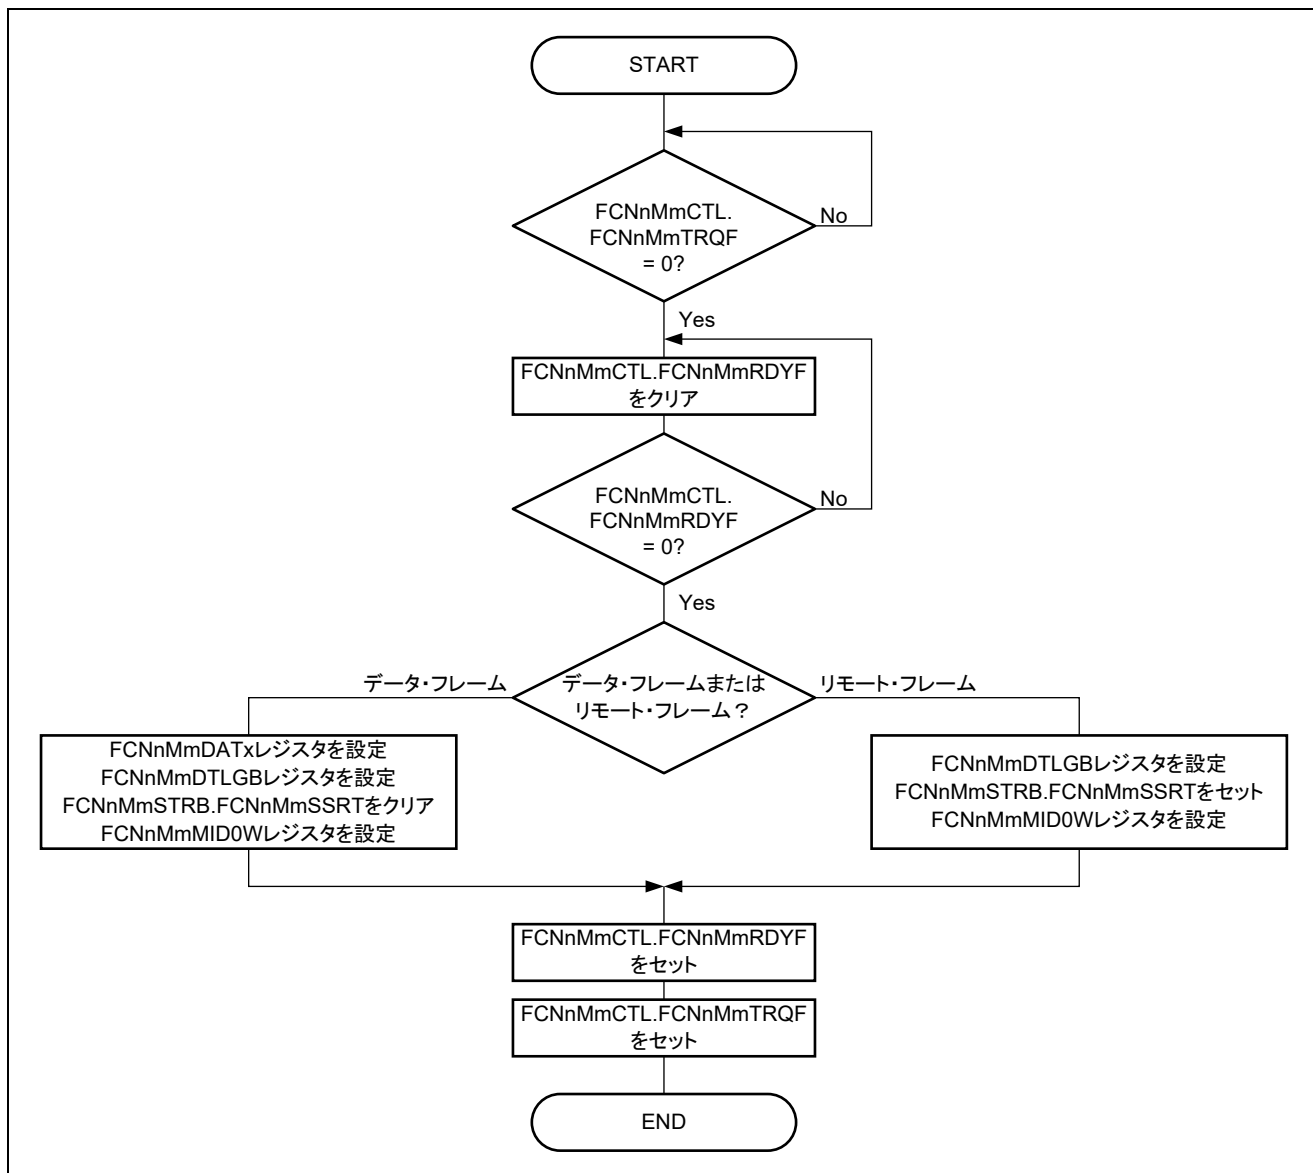 START
FCNnMmCTL.
FCNnMmTRQF
= 0?
No
Yes
FCNnMmCTL.FCNnMmRDYF
をクリア
FCNnMmCTL.
FCNnMmRDYF
= 0?
No
Yes
データ・フレーム
データ・フレームまたは
リモート・フレーム？
リモート・フレーム
FCNnMmDATxレジスタを設定
FCNnMmDTLGBレジスタを設定
FCNnMmSTRB.FCNnMmSSRTをクリア
FCNnMmMID0Wレジスタを設定
FCNnMmDTLGBレジスタを設定
FCNnMmSTRB.FCNnMmSSRTをセット
FCNnMmMID0Wレジスタを設定
FCNnMmCTL.FCNnMmRDYF
をセット
FCNnMmCTL.FCNnMmTRQF
をセット
END